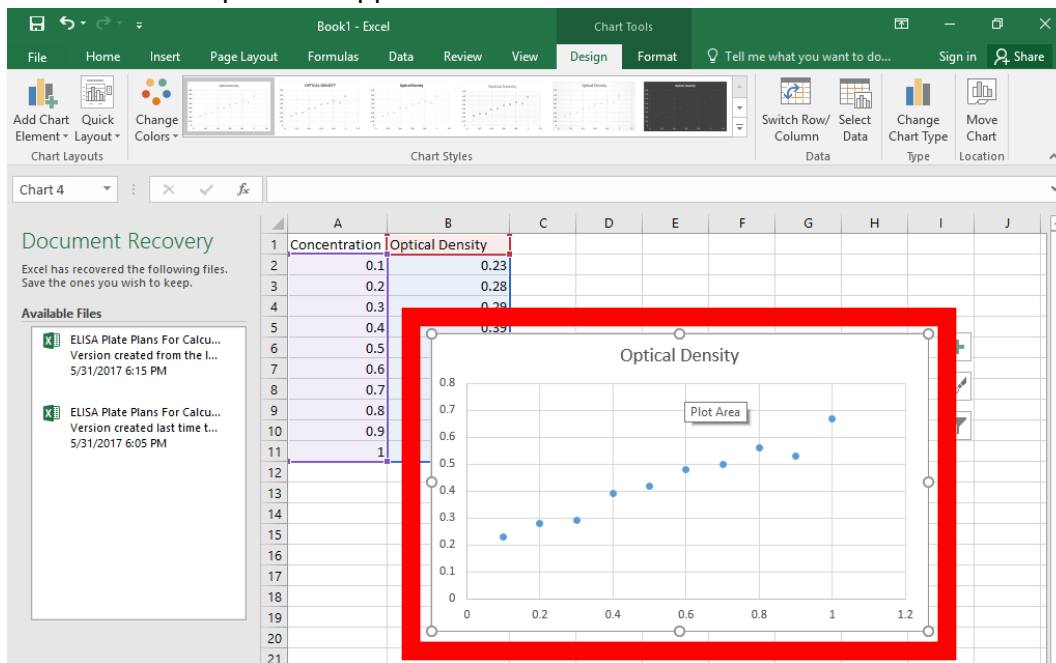 Book1 - Excel
Chart Tools
File Home Insert Page Layout Formulas Data Review View Design Format Tell me what you want to do... Sign in Share
Add Chart Element Quick Layout Change Colors Switch Row/ Column Select Data Change Chart Type Move Chart
Chart Layouts Chart Styles Data Type Location
Chart 4 fx
A B C D E F G H I J
Document Recovery
Excel has recovered the following files.
Save the ones you wish to keep.
Available Files
ELISA Plate Plans For Calcu...
Version created from the l...
5/31/2017 6:15 PM
ELISA Plate Plans For Calcu...
Version created last time t...
5/31/2017 6:05 PM
1 Concentration Optical Density
2 0.1 0.23
3 0.2 0.28
4 0.3 0.29
5 0.4 0.39
6 0.5
7 0.6
8 0.7
9 0.8
10 0.9
11 1
12
13
14
15
16
17
18
19
20
21
Optical Density
Plot Area
0.8
0.7
0.6
0.5
0.4
0.3
0.2
0.1
0
0 0.2 0.4 0.6 0.8 1 1.2